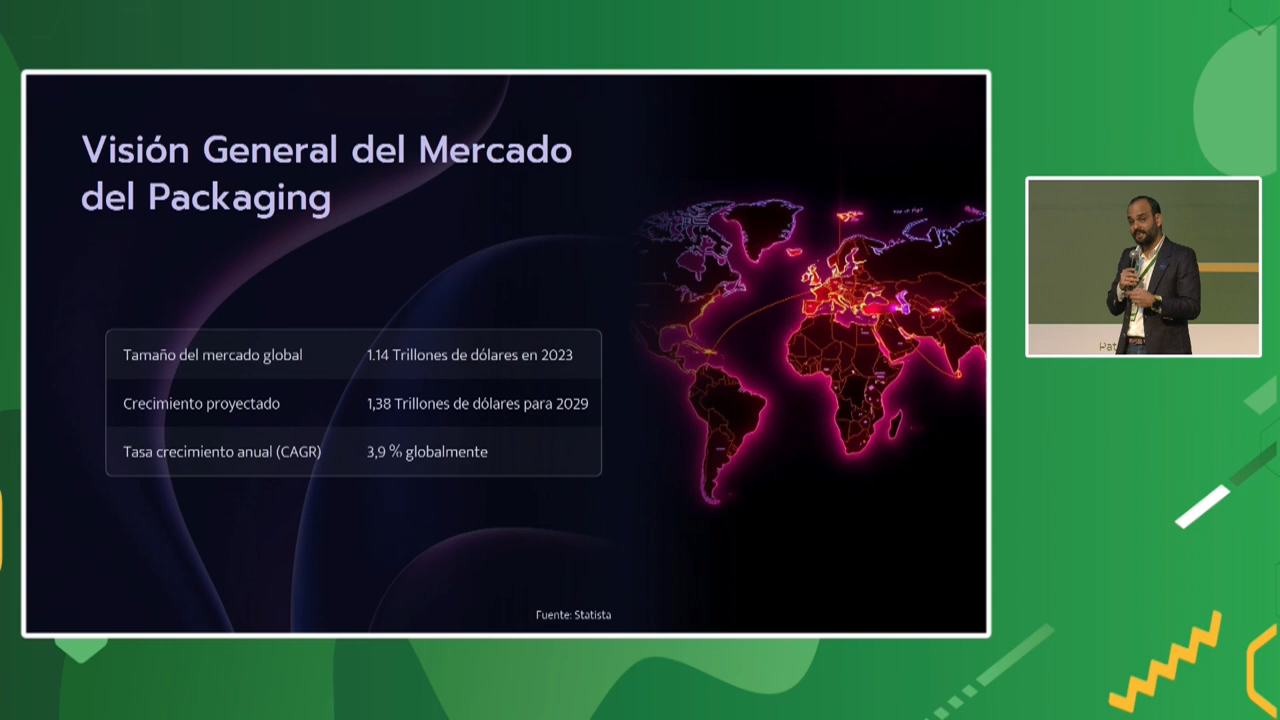 Visión General del Mercado
del Packaging
Tamaño del mercado global 1.14 Trillones de dólares en 2023
Crecimiento proyectado 1,38 Trillones de dólares para 2029
Tasa crecimiento anual (CAGR) 3,9 % globalmente
Fuente: Statista